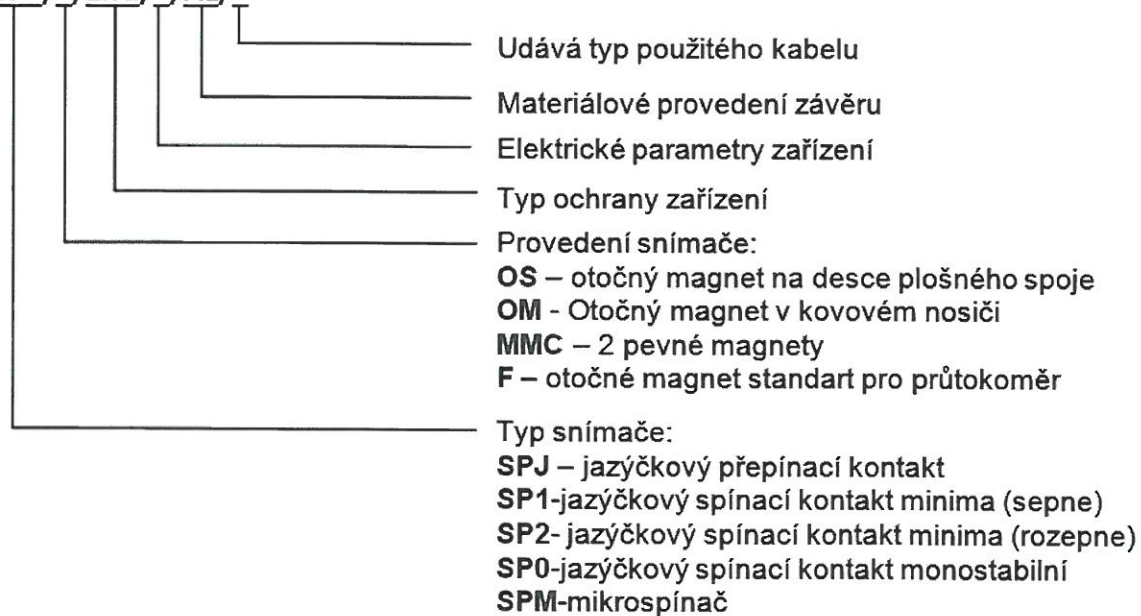 Udává typ použitého kabelu
Materiálové provedení závěru
Elektrické parametry zařízení
Typ ochrany zařízení
Provedení snímače:
OS – otočný magnet na desce plošného spoje
OM - Otočný magnet v kovovém nosiči
MMC – 2 pevné magnety
F – otočné magnet standart pro průtokoměr
Typ snímače:
SPJ – jazýčkový přepínací kontakt
SP1-jazýčkový spínací kontakt minima (sepne)
SP2- jazýčkový spínací kontakt minima (rozepne)
SP0-jazýčkový spínací kontakt monostabilní
SPM-mikrospínač